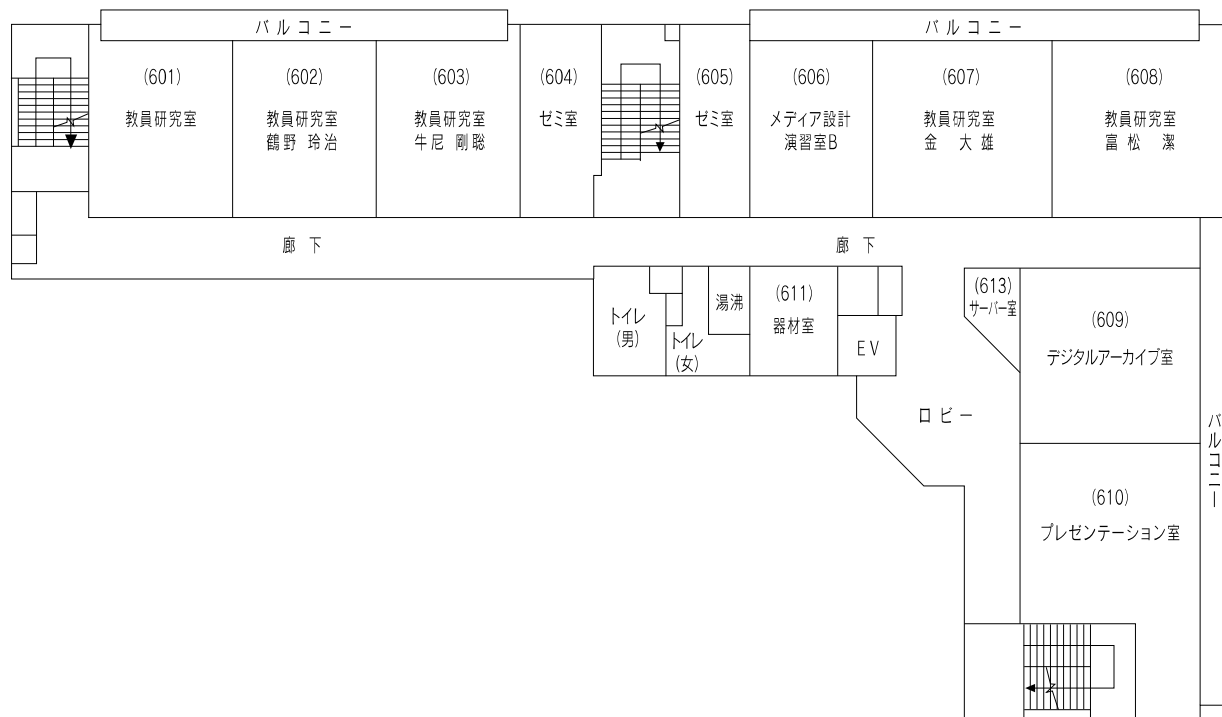 バルコニー
バルコニー
(601)
教員研究室
(602)
教員研究室
鶴野 玲治
(603)
教員研究室
牛尼 剛聡
(604)
ゼミ室
(605)
ゼミ室
(606)
メディア設計
演習室B
(607)
教員研究室
金 大雄
(608)
教員研究室
富松 潔
廊下
廊下
トイレ
(男)
トイレ
(女)
湯沸
(611)
器材室
EV
(613)
サーバー室
(609)
デジタルアーカイブ室
ロビー
バルコニー
(610)
プレゼンテーション室